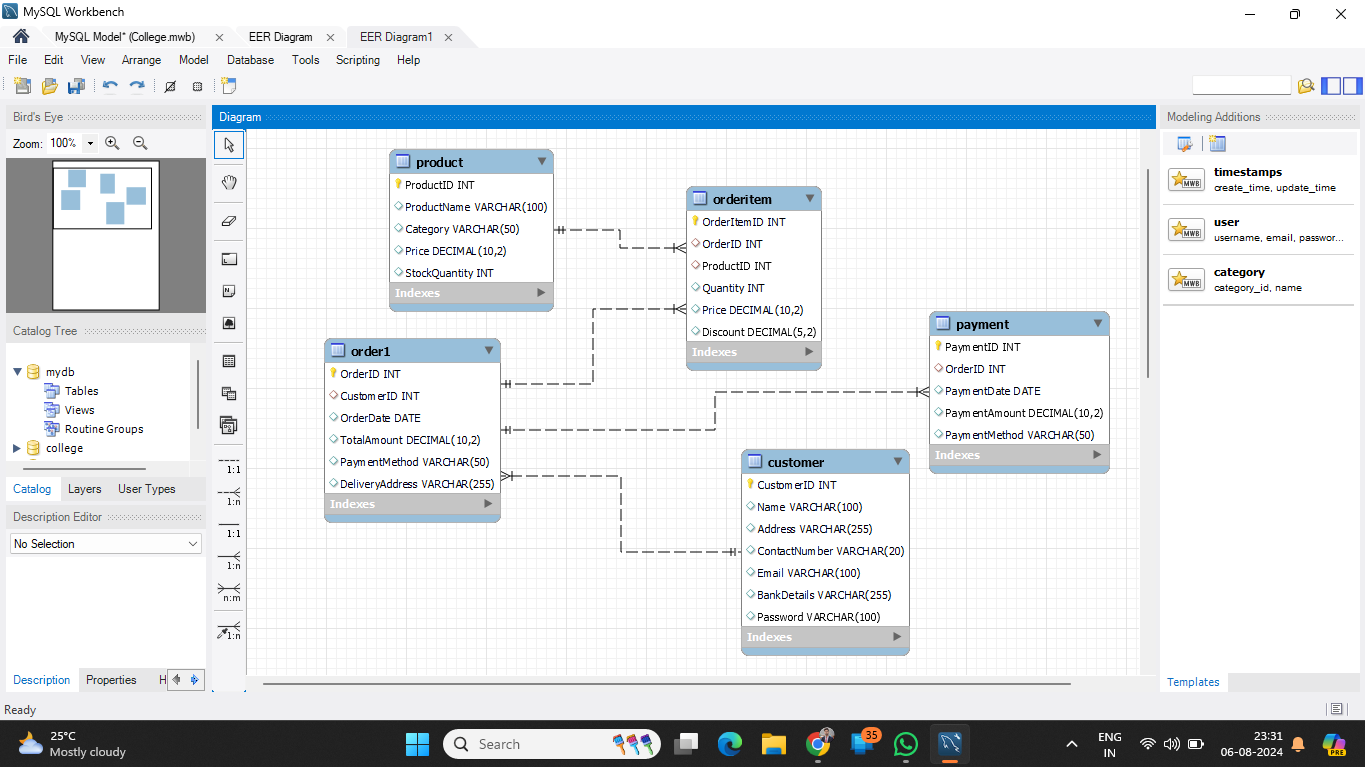 MySQL Workbench
MySQL Model* (College.mwb)
EER Diagram
EER Diagram1
File Edit View Arrange Model Database Tools Scripting Help
Bird's Eye
Zoom: 100%
Catalog Tree
mydb
Tables
Views
Routine Groups
college
Catalog Layers User Types
Description Editor
No Selection
Description Properties H
Ready
Diagram
1:1
1:n
1:1
1:n
n:m
1:n
product
ProductID INT
ProductName VARCHAR(100)
Category VARCHAR(50)
Price DECIMAL(10,2)
StockQuantity INT
Indexes
orderitem
OrderItemID INT
OrderID INT
ProductID INT
Quantity INT
Price DECIMAL(10,2)
Discount DECIMAL(5,2)
Indexes
order1
OrderID INT
CustomerID INT
OrderDate DATE
TotalAmount DECIMAL(10,2)
PaymentMethod VARCHAR(50)
DeliveryAddress VARCHAR(255)
Indexes
payment
PaymentID INT
OrderID INT
PaymentDate DATE
PaymentAmount DECIMAL(10,2)
PaymentMethod VARCHAR(50)
Indexes
customer
CustomerID INT
Name VARCHAR(100)
Address VARCHAR(255)
ContactNumber VARCHAR(20)
Email VARCHAR(100)
BankDetails VARCHAR(255)
Password VARCHAR(100)
Indexes
Modeling Additions
MWB
timestamps
create_time, update_time
MWB
user
username, email, passwor...
MWB
category
category_id, name
Templates
25°C
Mostly cloudy
Search
35
ENG
IN
23:31
06-08-2024
PRE